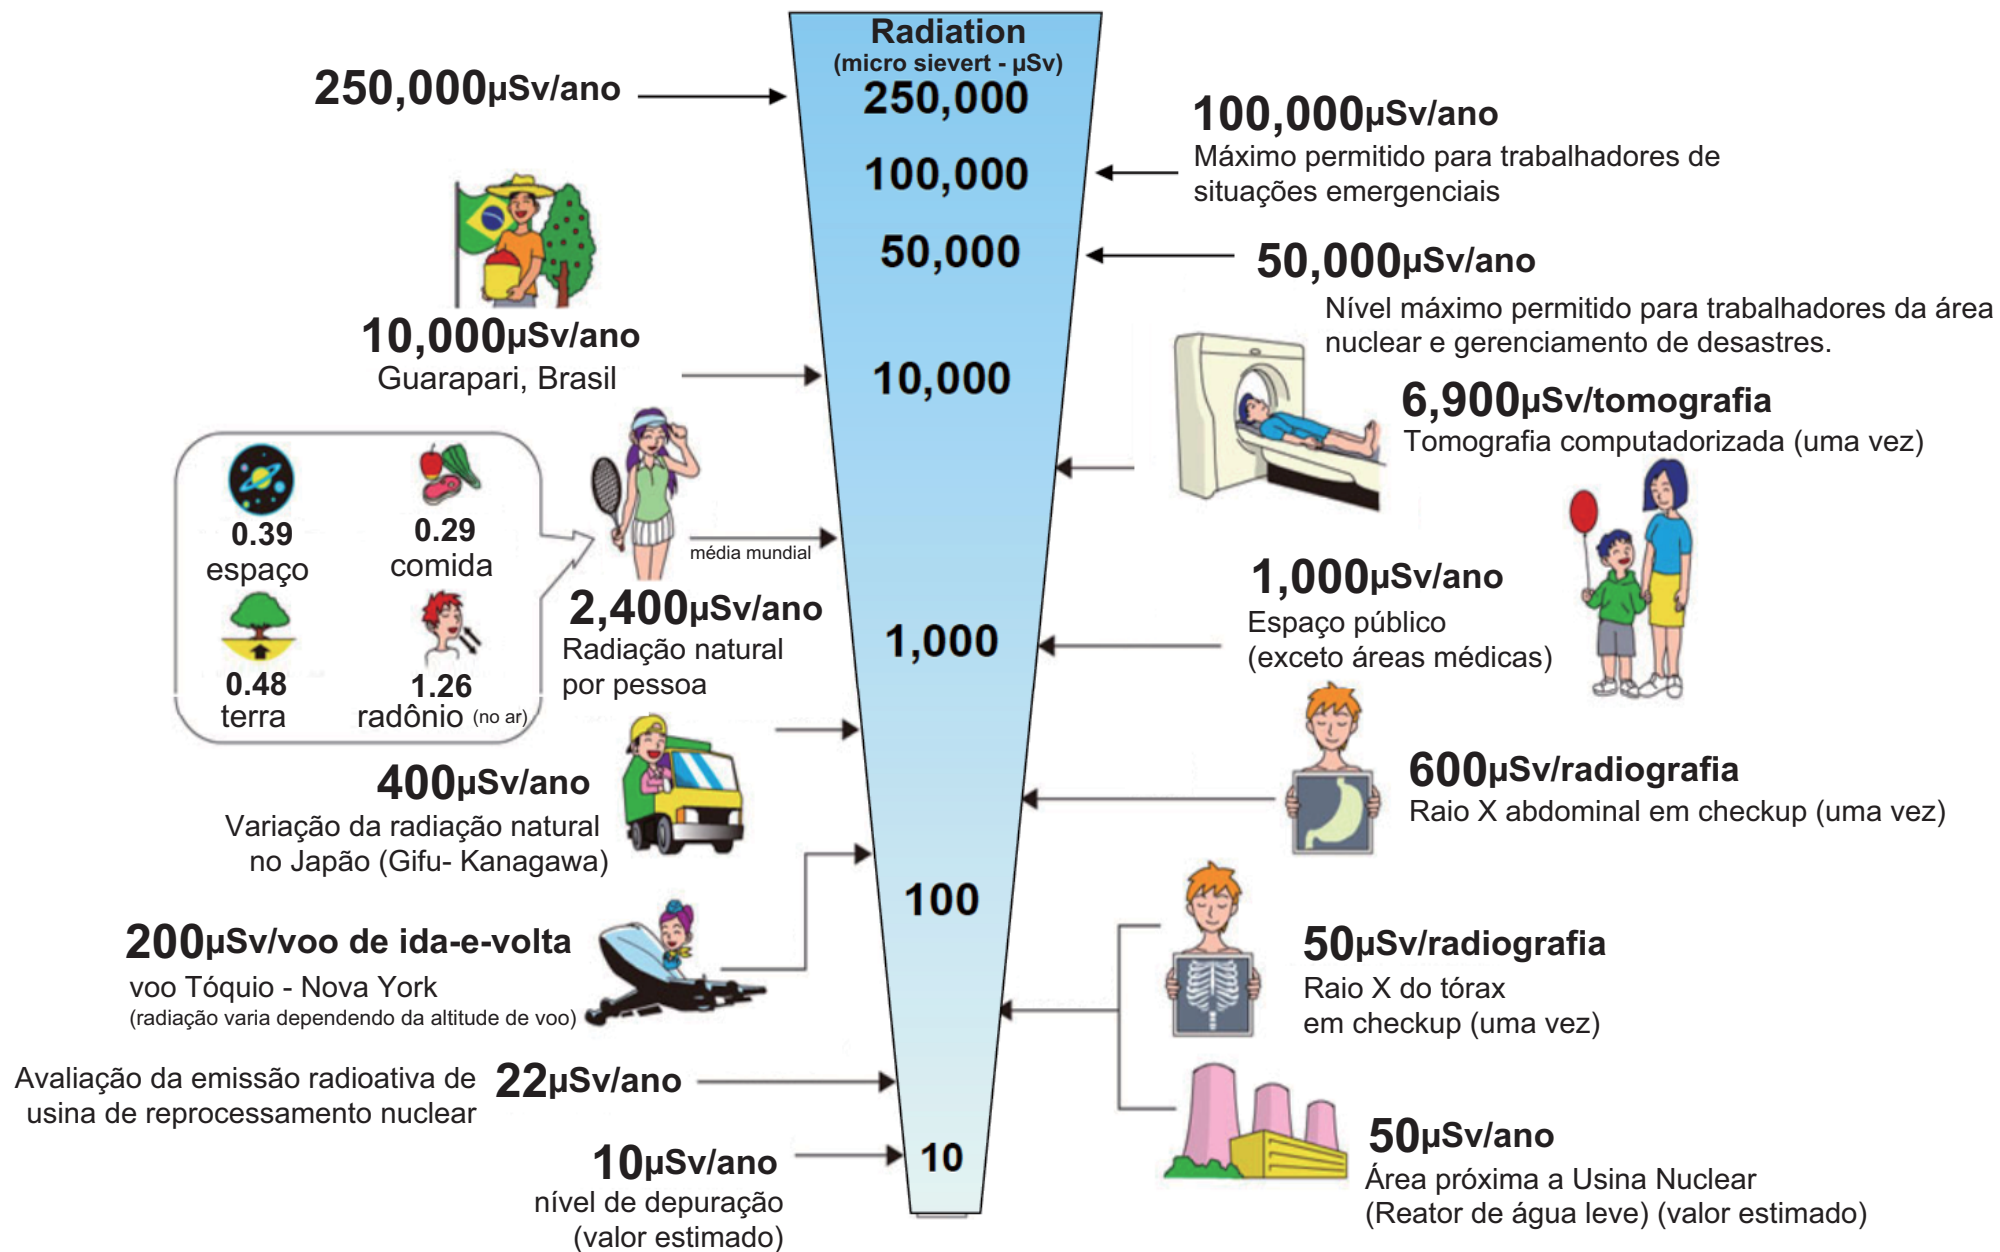 Radiation
(micro sievert - µSv)
250,000
100,000
50,000
10,000
1,000
100
10
250,000µSv/ano
10,000µSv/ano
Guarapari, Brasil
0.39
espaço
0.29
comida
0.48
terra
1.26
radônio (no ar)
média mundial
2,400µSv/ano
Radiação natural
por pessoa
400µSv/ano
Variação da radiação natural
no Japão (Gifu- Kanagawa)
200µSv/voo de ida-e-volta
voo Tóquio - Nova York
(radiação varia dependendo da altitude de voo)
Avaliação da emissão radioativa de
usina de reprocessamento nuclear
22µSv/ano
10µSv/ano
nível de depuração
(valor estimado)
100,000µSv/ano
Máximo permitido para trabalhadores de
situações emergenciais
50,000µSv/ano
Nível máximo permitido para trabalhadores da área
nuclear e gerenciamento de desastres.
6,900µSv/tomografia
Tomografia computadorizada (uma vez)
1,000µSv/ano
Espaço público
(exceto áreas médicas)
600µSv/radiografia
Raio X abdominal em checkup (uma vez)
50µSv/radiografia
Raio X do tórax
em checkup (uma vez)
50µSv/ano
Área próxima a Usina Nuclear
(Reator de água leve) (valor estimado)